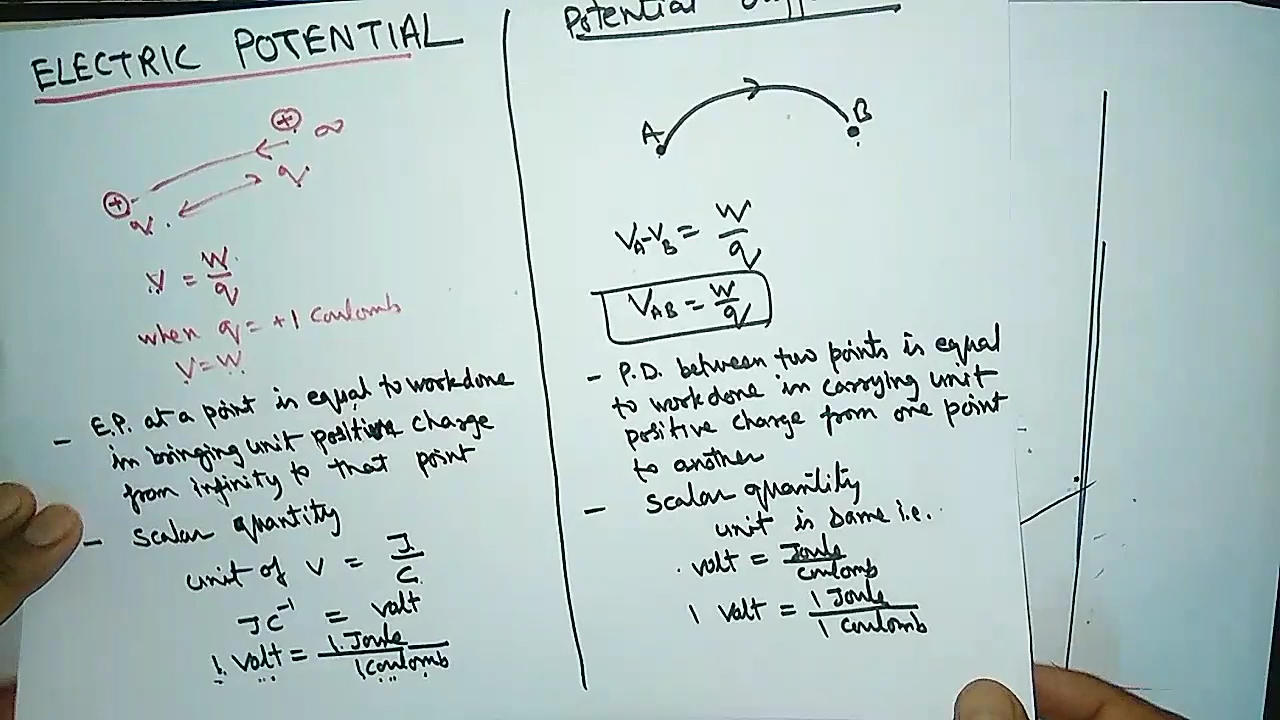 ELECTRIC POTENTIAL
⊕ ∞
q
⊕
q
V = W/q
when q = +1 Coulomb
V=W
- E.P. at a point is equal to workdone
in bringing unit positive charge
from infinity to that point
- Scalar quantity
unit of V = J/C
JC⁻¹ = volt
1 volt = 1 Joule/1 Coulomb
Potential
A B
VA-VB = W/q
VAB = W/q
- P.D. between two points is equal
to workdone in carrying unit
positive charge from one point
to another
- Scalar quantity
unit is same i.e.
volt = Joule/Coulomb
1 volt = 1 Joule/1 Coulomb